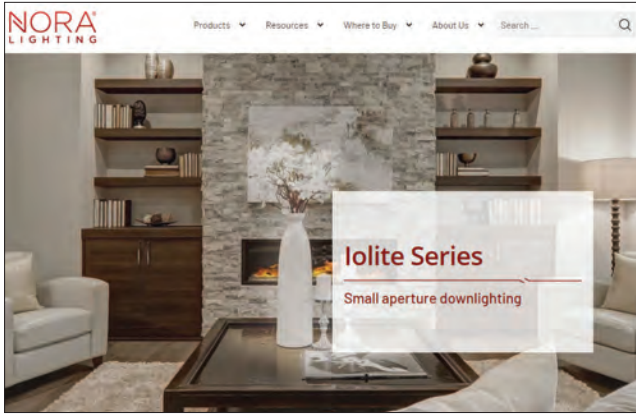 NORA®
LIGHTING
Products Resources Where to Buy About Us Search ...
Iolite Series
Small aperture downlighting